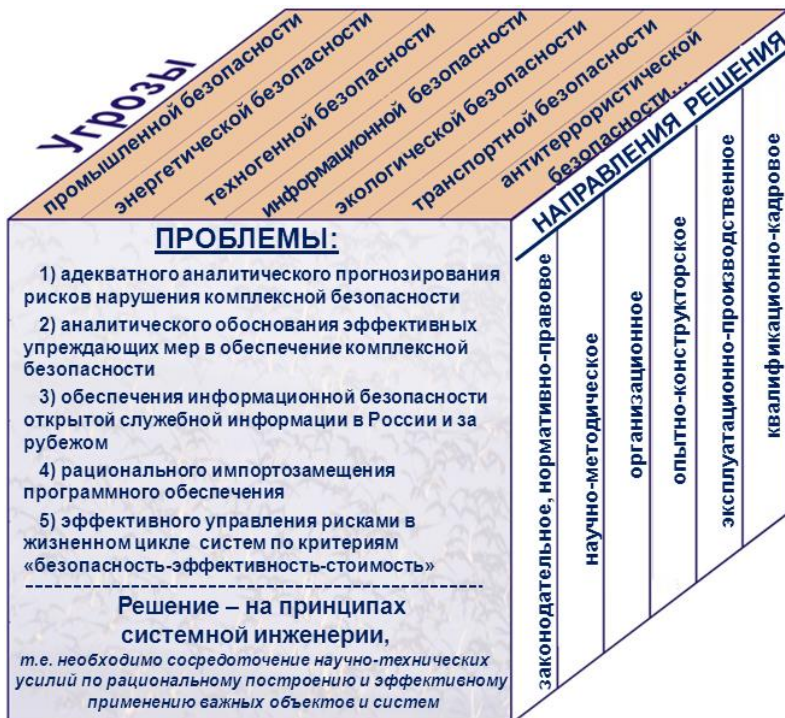 Угрозы
промышленной безопасности
энергетической безопасности
техногенной безопасности
информационной безопасности
экологической безопасности
транспортной безопасности
антитеррористической
безопасности...
НАПРАВЛЕНИЯ РЕШЕНИЯ
законодательное, нормативно-правовое
научно-методическое
организационное
опытно-конструкторское
эксплуатационно-производственное
квалификационно-кадровое
ПРОБЛЕМЫ:
1) адекватного аналитического прогнозирования
рисков нарушения комплексной безопасности
2) аналитического обоснования эффективных
упреждающих мер в обеспечение комплексной
безопасности
3) обеспечения информационной безопасности
открытой служебной информации в России и за
рубежом
4) рационального импортозамещения
программного обеспечения
5) эффективного управления рисками в
жизненном цикле систем по критериям
«безопасность-эффективность-стоимость»
Решение – на принципах
системной инженерии,
т.е. необходимо сосредоточение научно-технических
усилий по рациональному построению и эффективному
применению важных объектов и систем